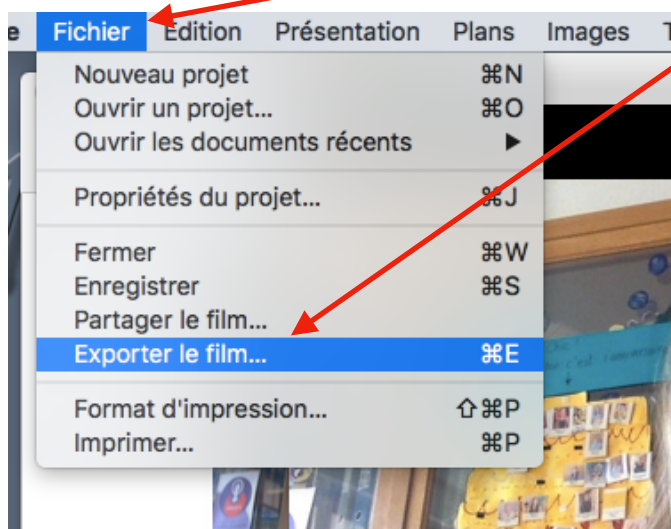 e Fichier Edition Présentation Plans Images
Nouveau projet ⌘N
Ouvrir un projet... ⌘O
Ouvrir les documents récents ▶
Propriétés du projet... ⌘J
Fermer ⌘W
Enregistrer ⌘S
Partager le film...
Exporter le film... ⌘E
Format d'impression... ⇧⌘P
Imprimer... ⌘P